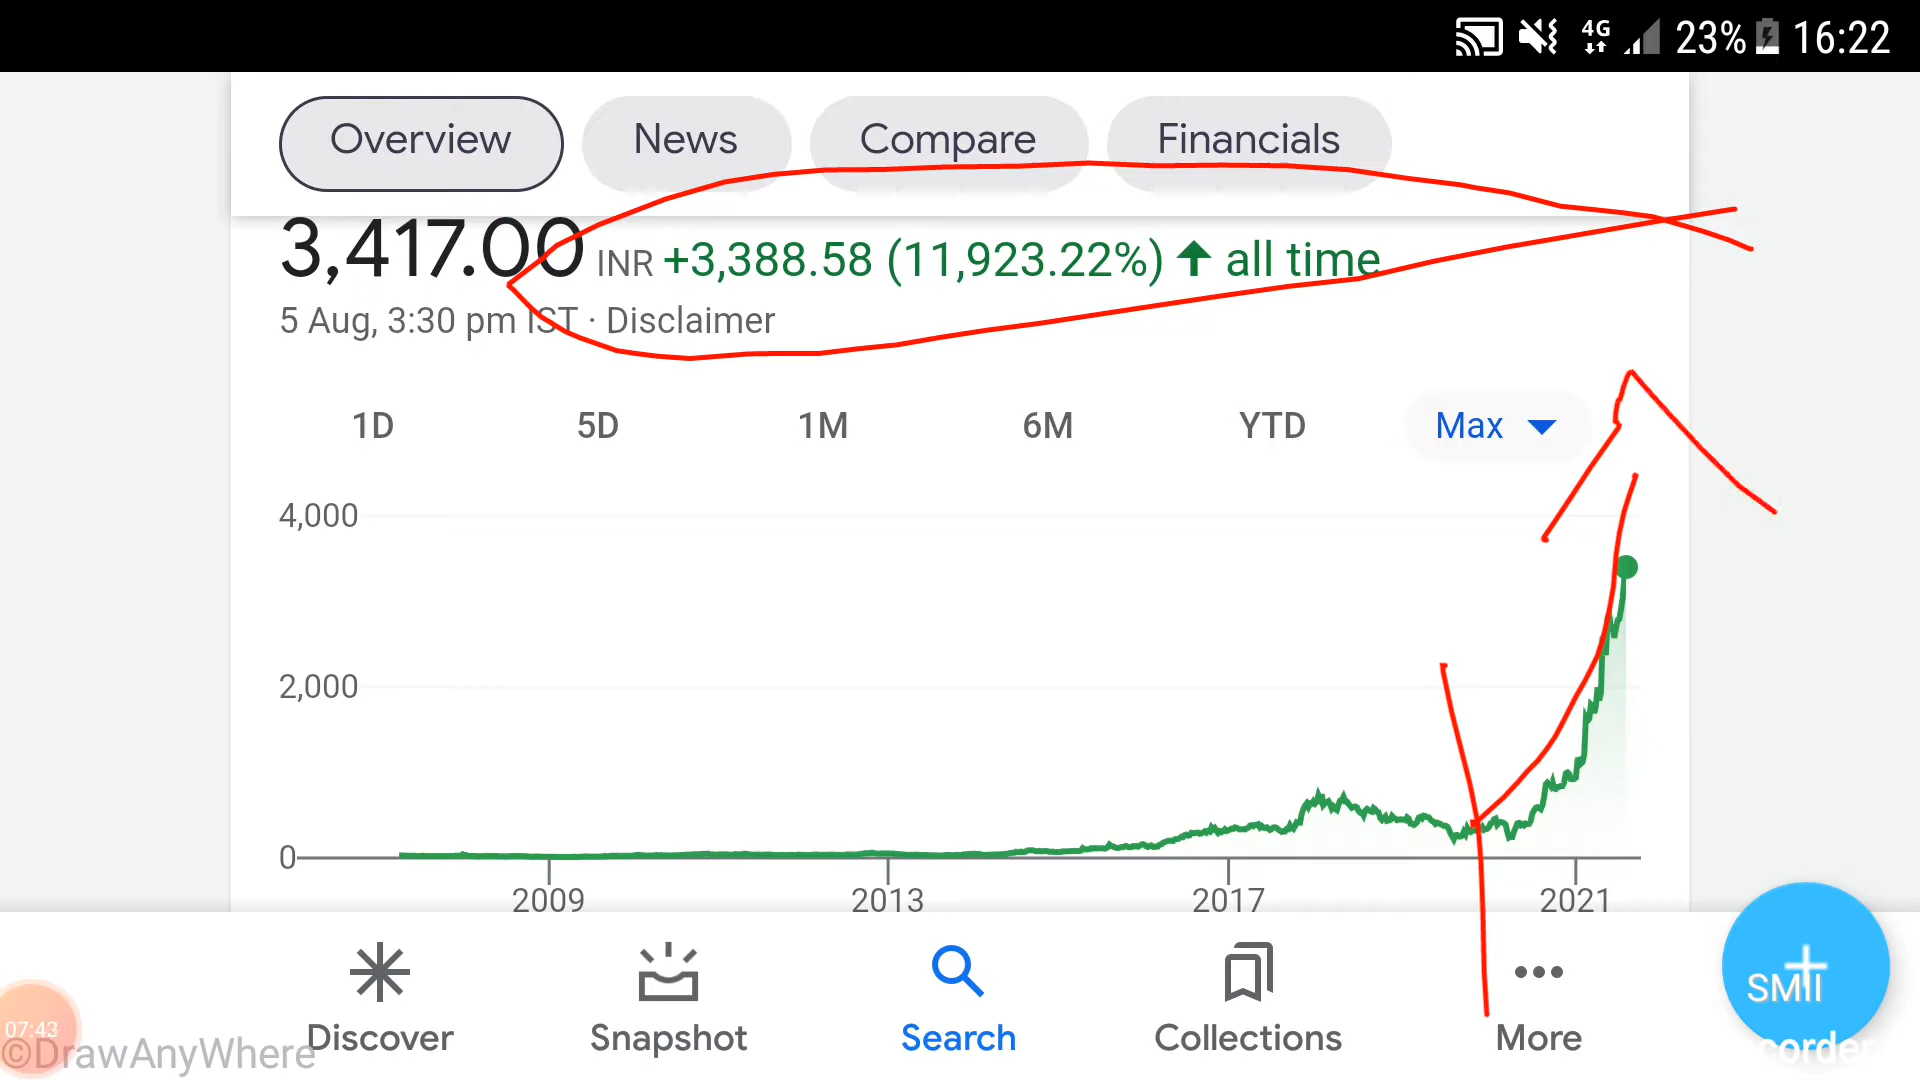 4G 23% 16:22
Overview News Compare Financials
3,417.00 INR +3,388.58 (11,923.22%) ↑ all time
5 Aug, 3:30 pm IST · Disclaimer
1D 5D 1M 6M YTD Max
4,000
2,000
0
2009 2013 2017 2021
Discover Snapshot Search Collections More
07:43
©DrawAnyWhere